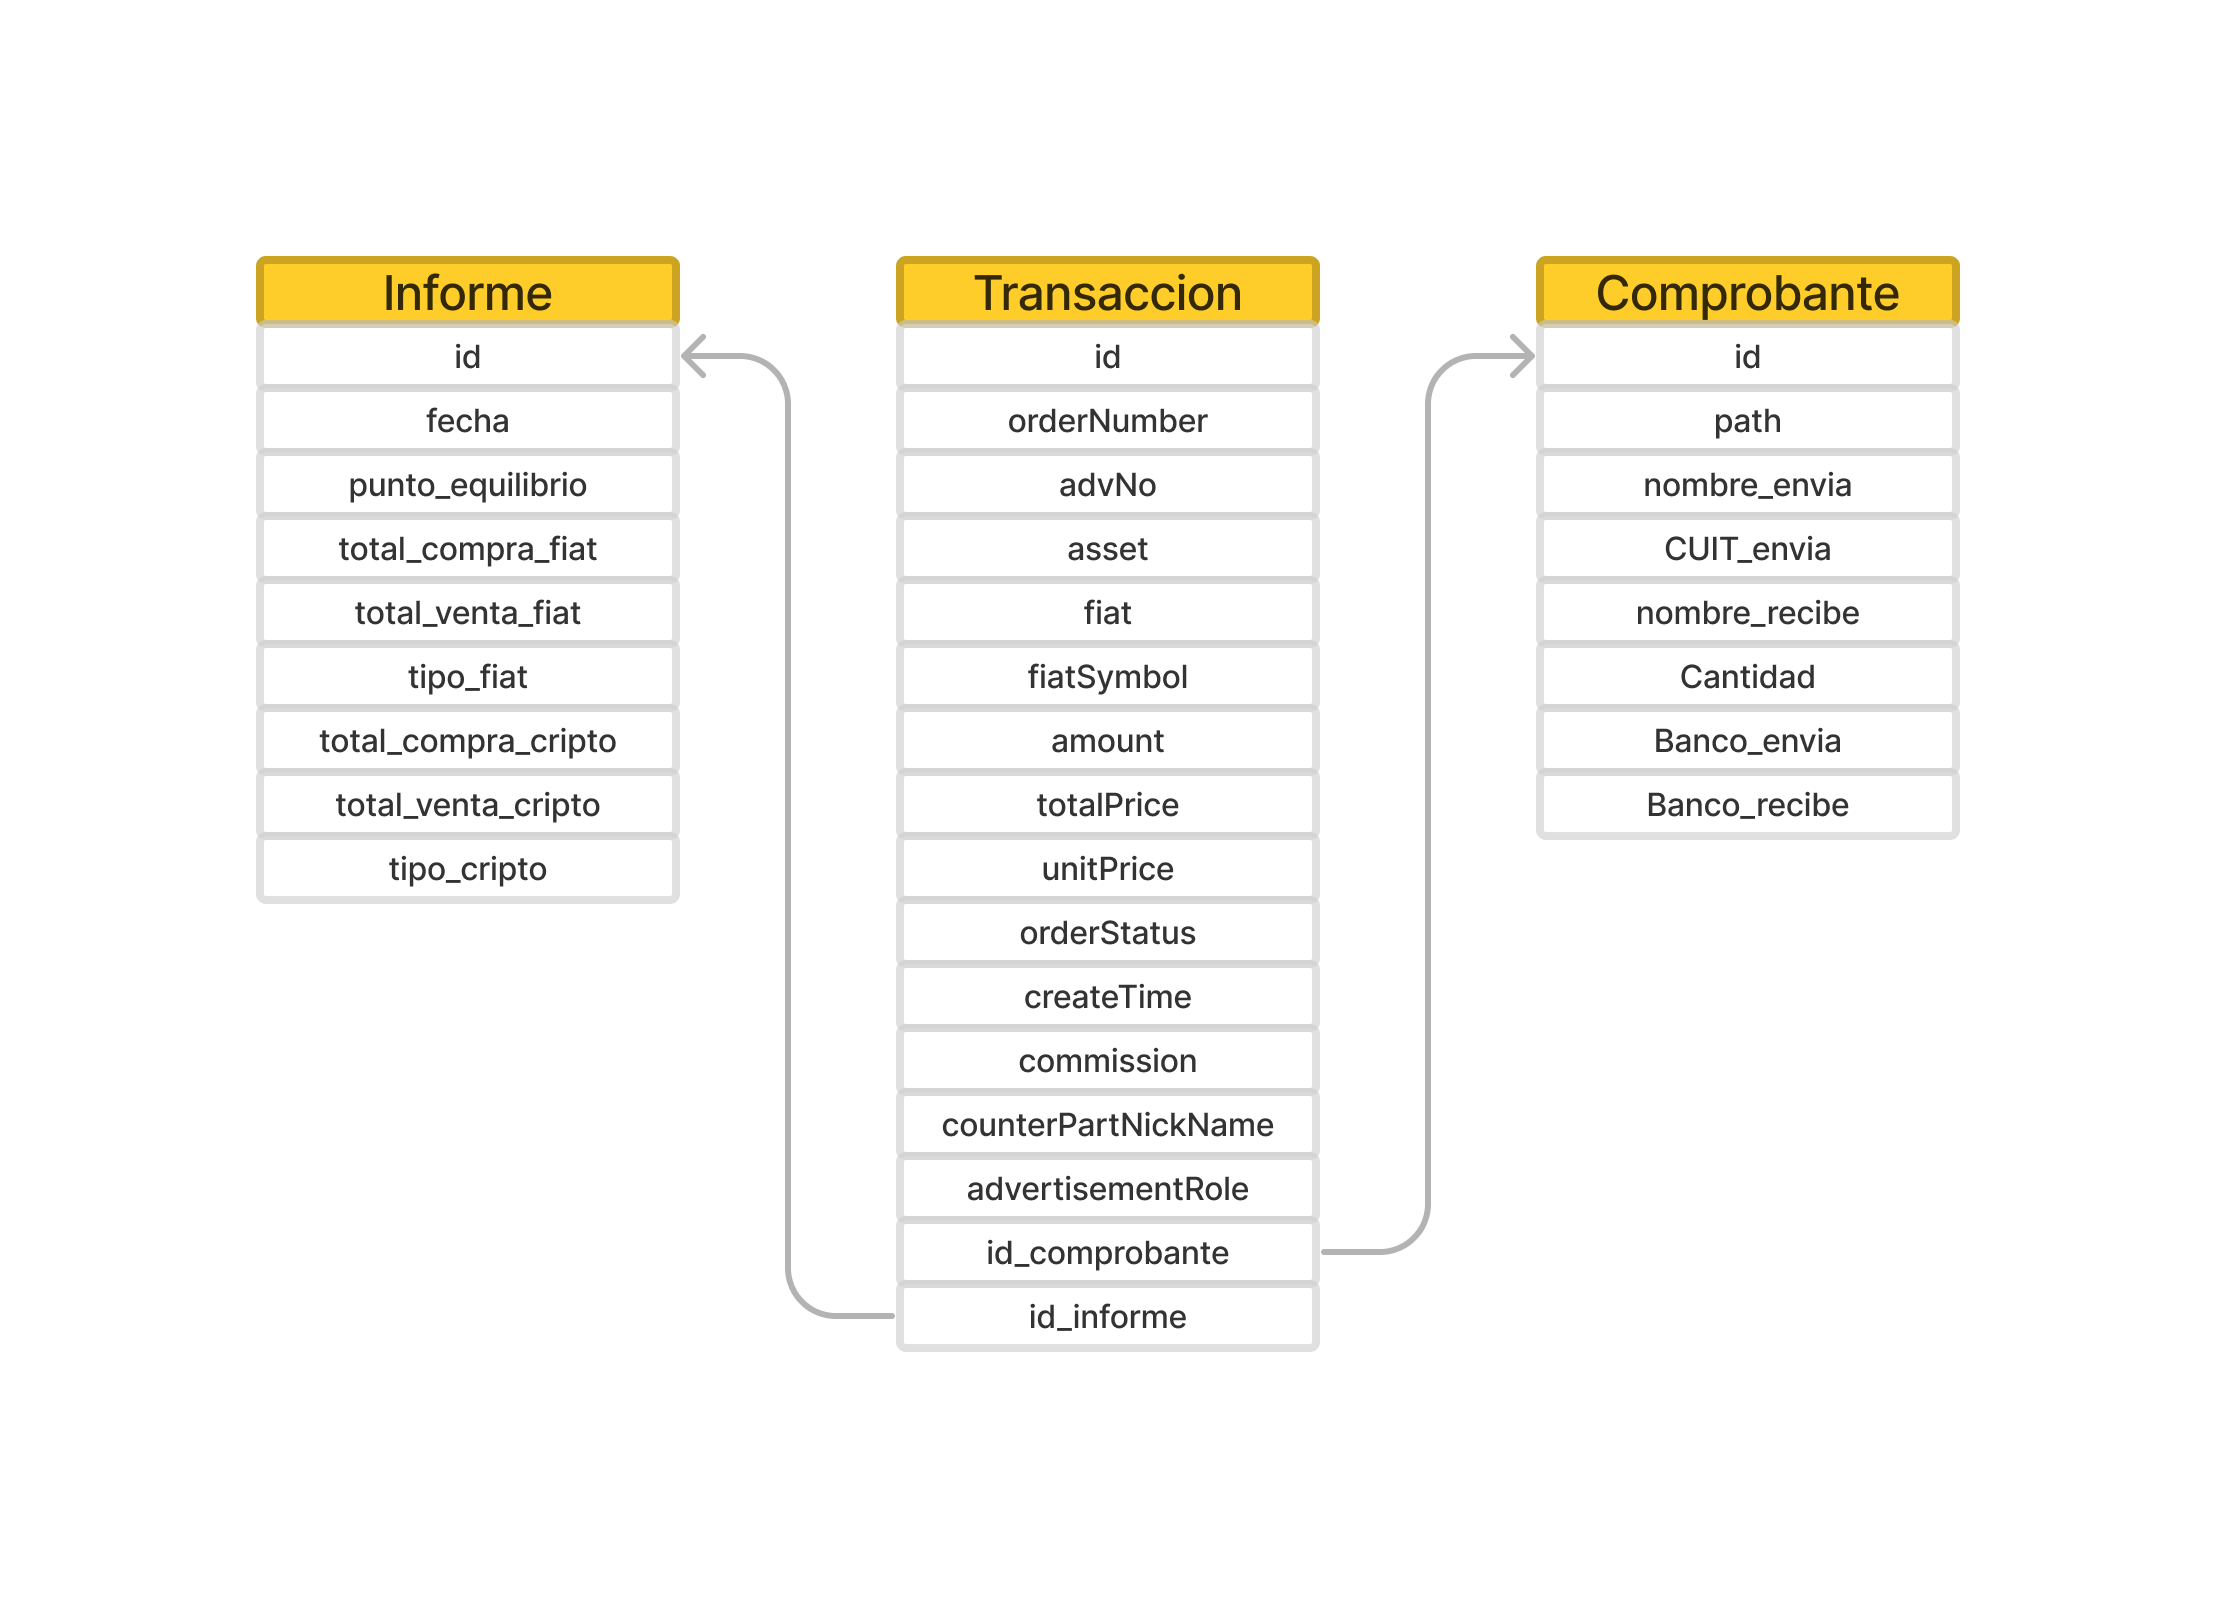 Informe
id
fecha
punto_equilibrio
total_compra_fiat
total_venta_fiat
tipo_fiat
total_compra_cripto
total_venta_cripto
tipo_cripto
Transaccion
id
orderNumber
advNo
asset
fiat
fiatSymbol
amount
totalPrice
unitPrice
orderStatus
createTime
commission
counterPartNickName
advertisementRole
id_comprobante
id_informe
Comprobante
id
path
nombre_envia
CUIT_envia
nombre_recibe
Cantidad
Banco_envia
Banco_recibe